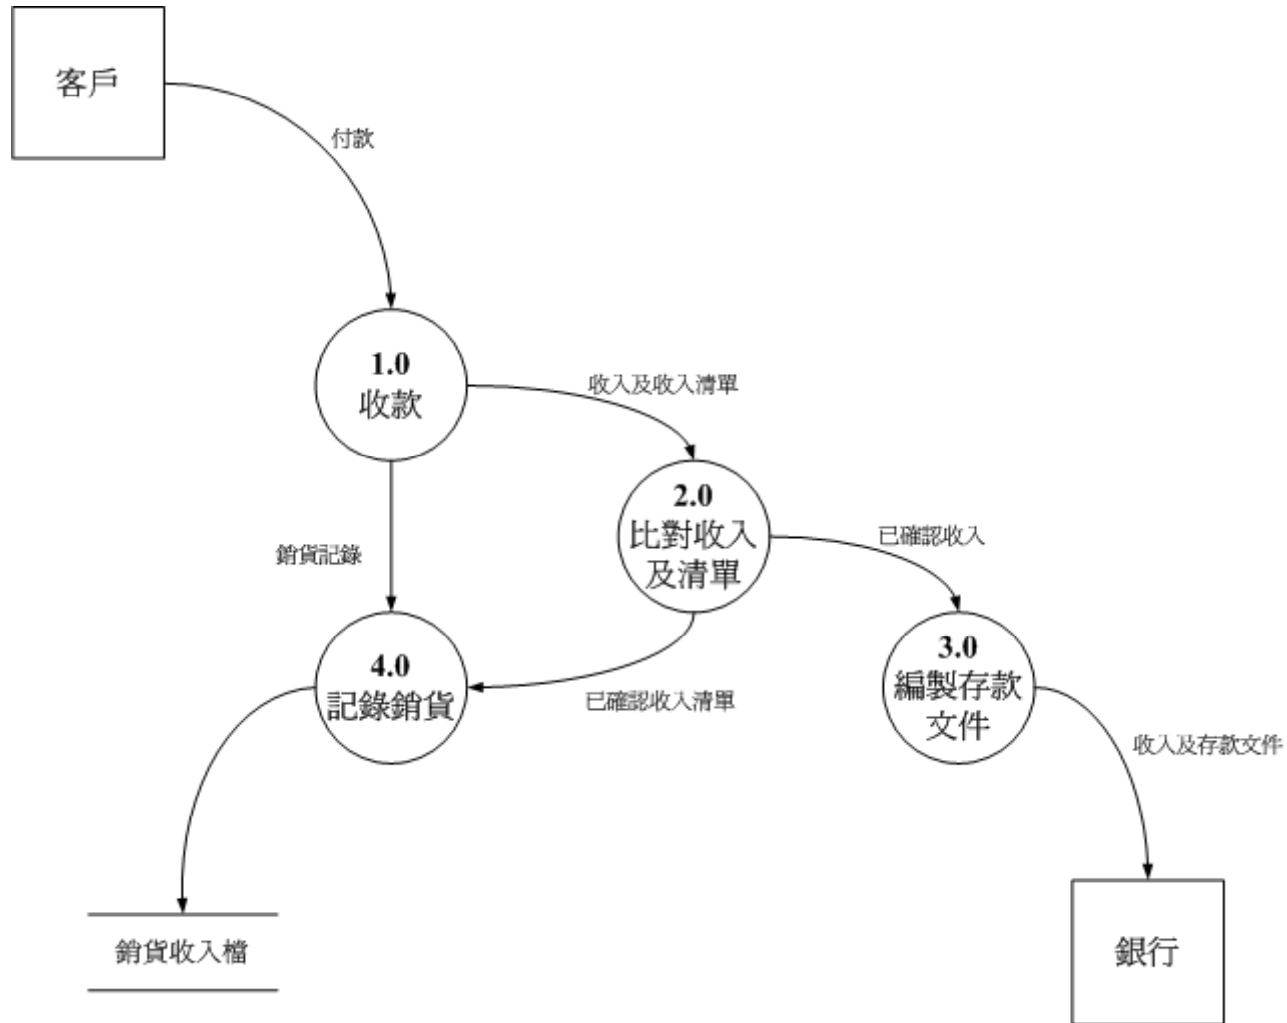 客戶
付款
1.0
收款
收入及收入清單
2.0
比對收入
及清單
已確認收入
銷貨記錄
4.0
記錄銷貨
已確認收入清單
3.0
編製存款
文件
收入及存款文件
銷貨收入檔
銀行